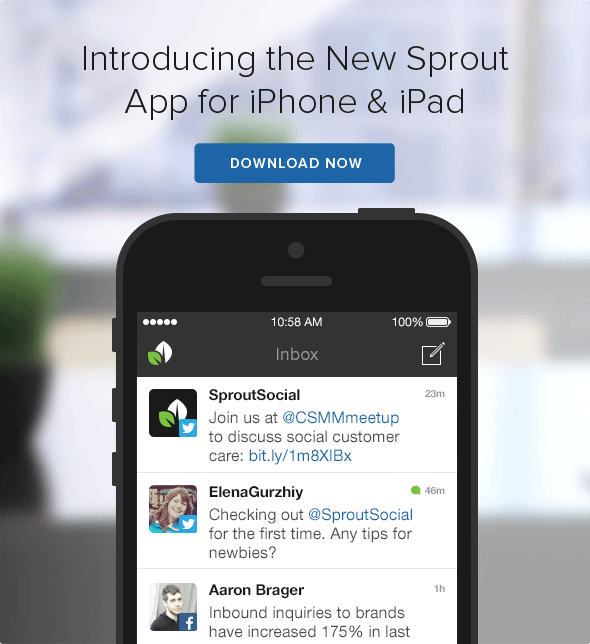 Introducing the New Sprout
App for iPhone & iPad
DOWNLOAD NOW
10:58 AM
100%
Inbox
SproutSocial
23m
Join us at @CSMMmeetup
to discuss social customer
care: bit.ly/1m8XlBx
ElenaGurzhiy
46m
Checking out @SproutSocial
for the first time. Any tips for
newbies?
Aaron Brager
1h
Inbound inquiries to brands
have increased 175% in last